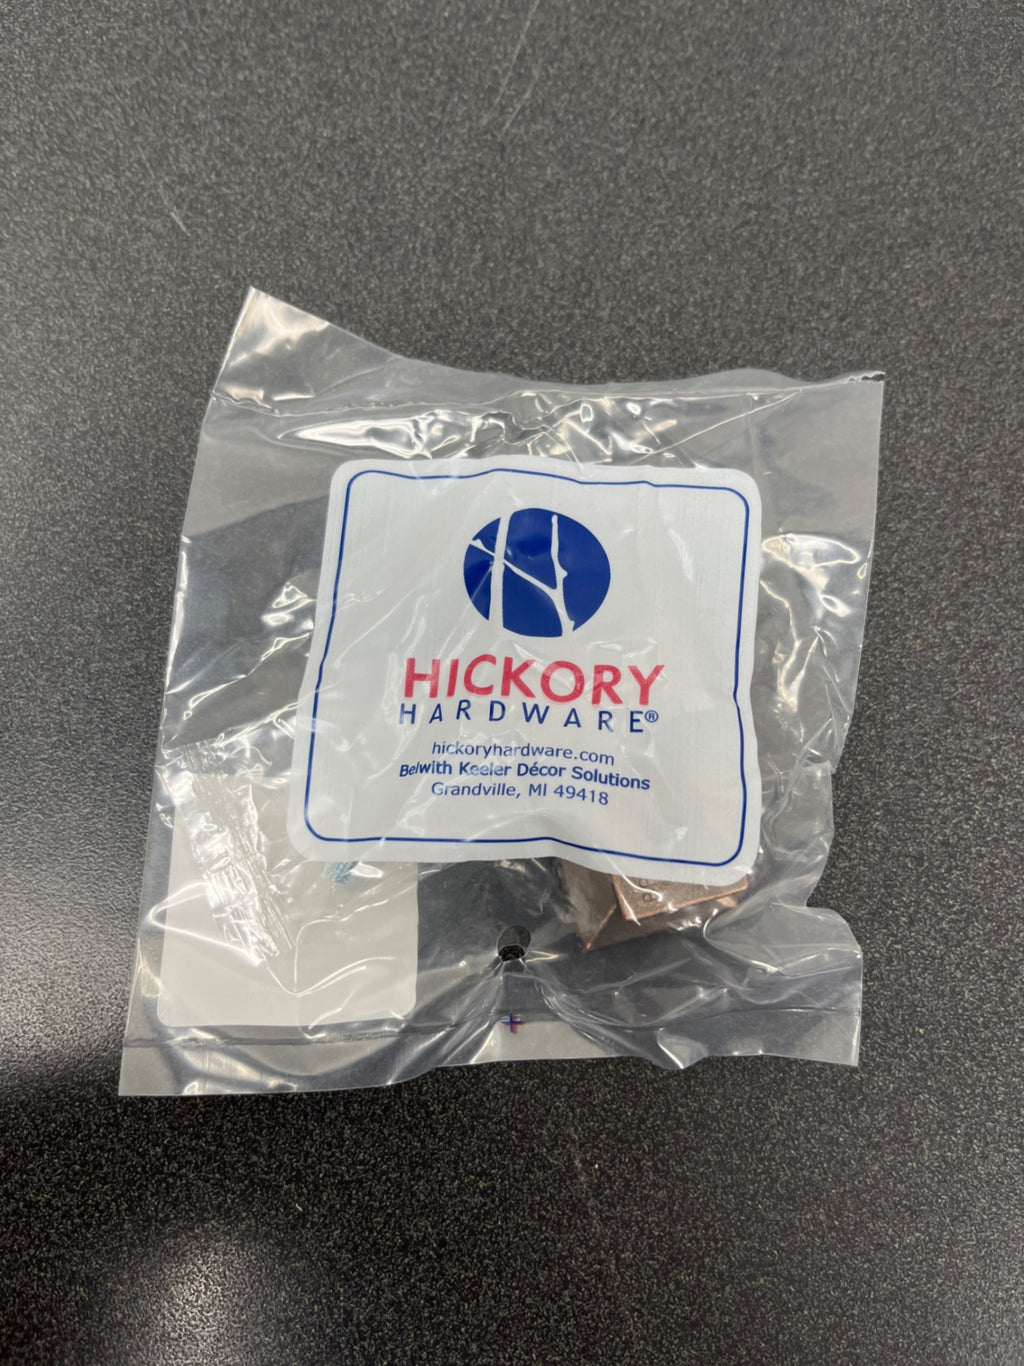 HICKORY
HARDWARE®
hickoryhardware.com
Belwith Keeler Décor Solutions
Grandville, MI 49418